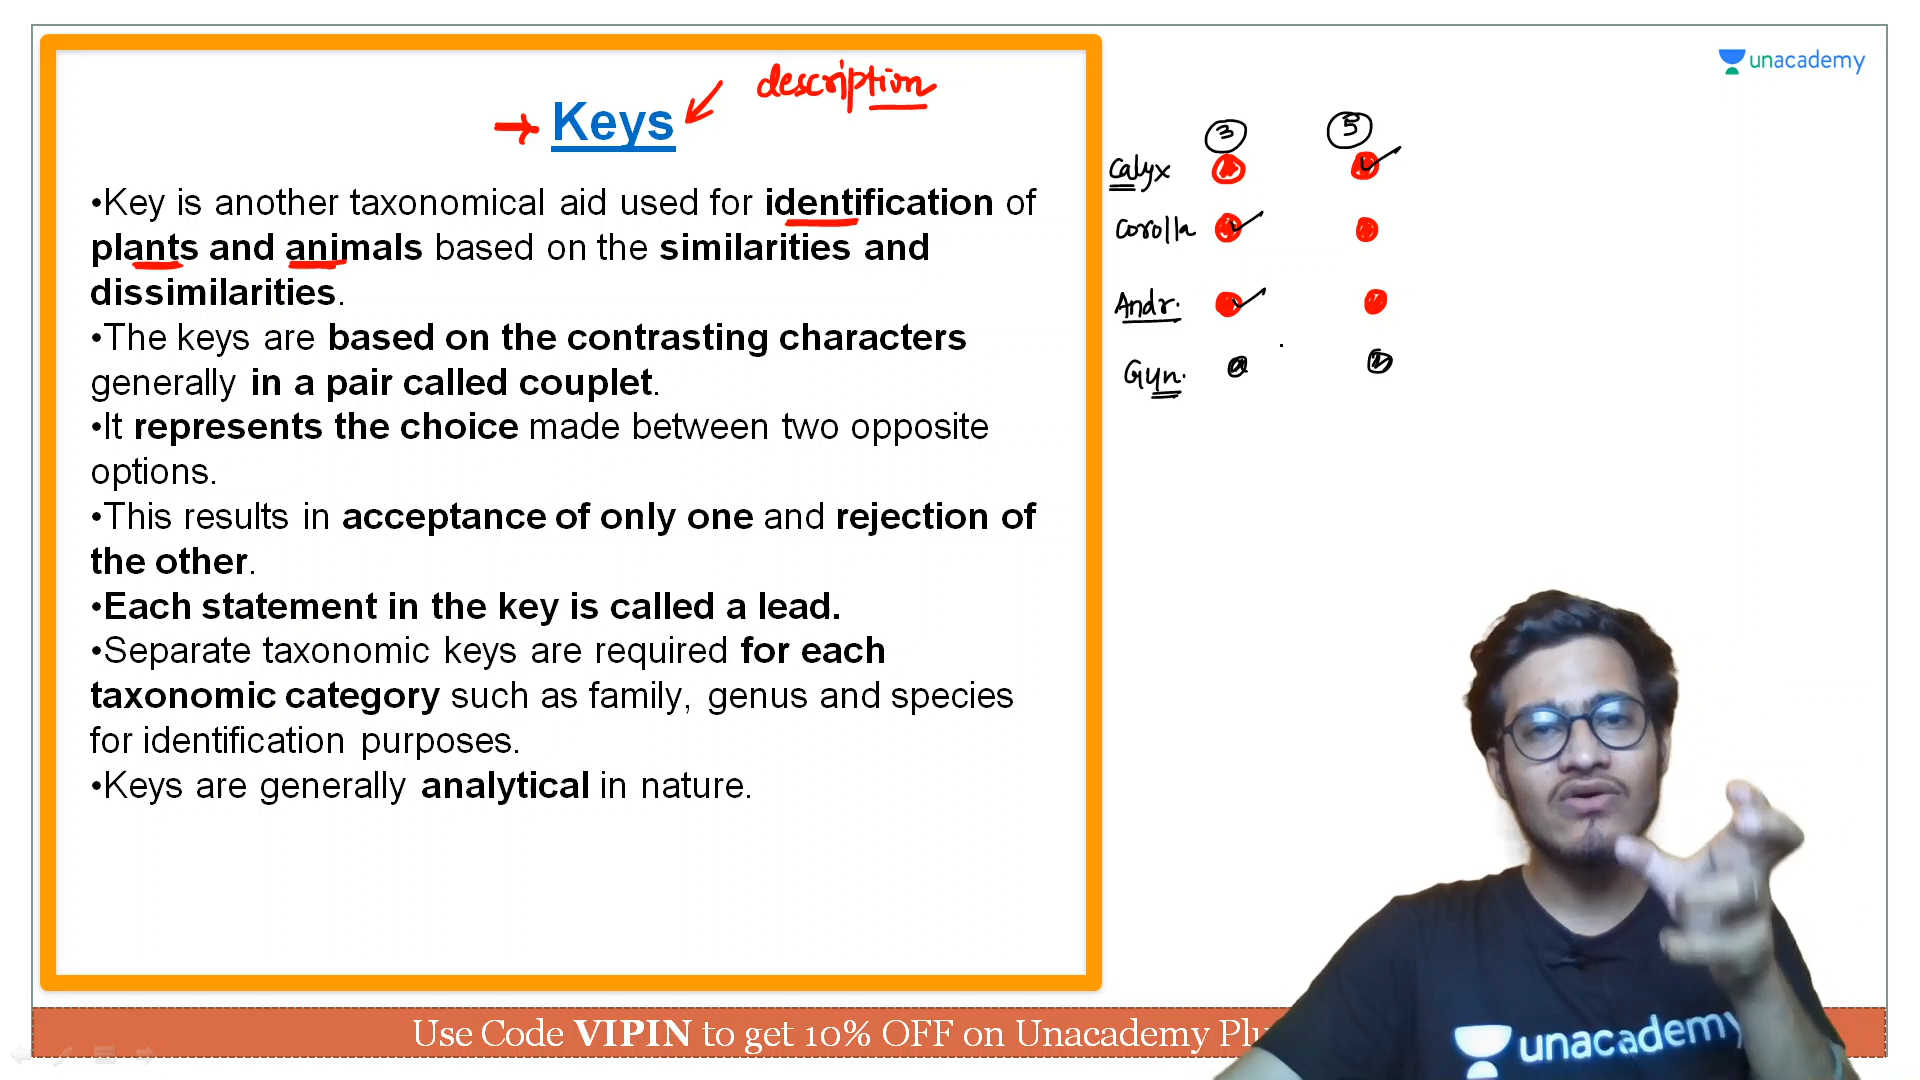 unacademy
description
Keys
•Key is another taxonomical aid used for identification of
plants and animals based on the similarities and
dissimilarities.
•The keys are based on the contrasting characters
generally in a pair called couplet.
•It represents the choice made between two opposite
options.
•This results in acceptance of only one and rejection of
the other.
•Each statement in the key is called a lead.
•Separate taxonomic keys are required for each
taxonomic category such as family, genus and species
for identification purposes.
•Keys are generally analytical in nature.
3 5
Calyx
Corolla
Andr.
Gyn.
Use Code VIPIN to get 10% OFF on Unacademy
unacademy